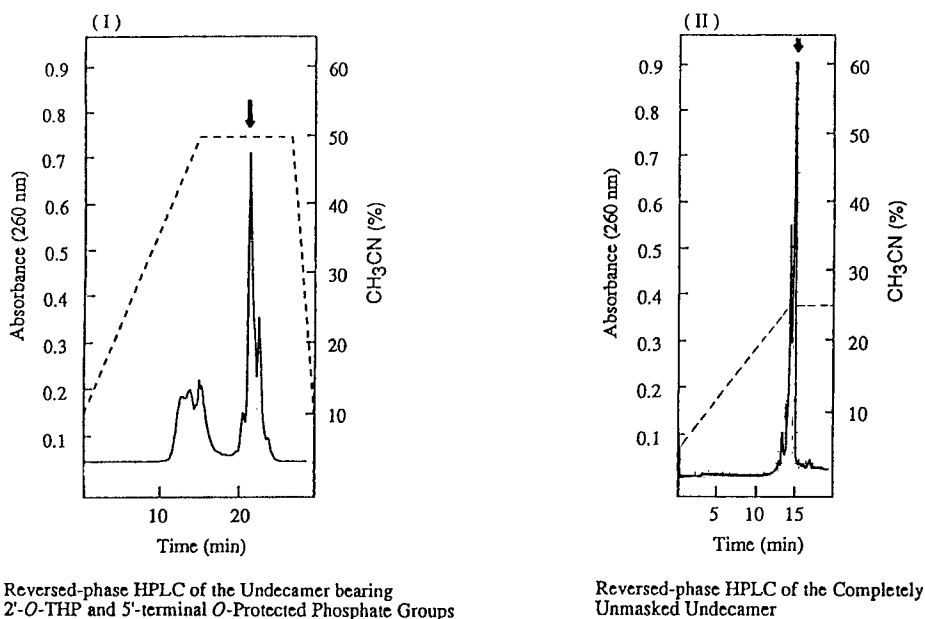 ( I )
0.9
0.8
0.7
0.6
0.5
0.4
0.3
0.2
0.1
Absorbance (260 nm)
60
50
40
30
20
10
CH3CN (%)
10 20
Time (min)
Reversed-phase HPLC of the Undecamer bearing
2'-O-THP and 5'-terminal O-Protected Phosphate Groups
(II)
0.9
0.8
0.7
0.6
0.5
0.4
0.3
0.2
0.1
Absorbance (260 nm)
60
50
40
30
20
10
CH3CN (%)
5 10 15
Time (min)
Reversed-phase HPLC of the Completely
Unmasked Undecamer